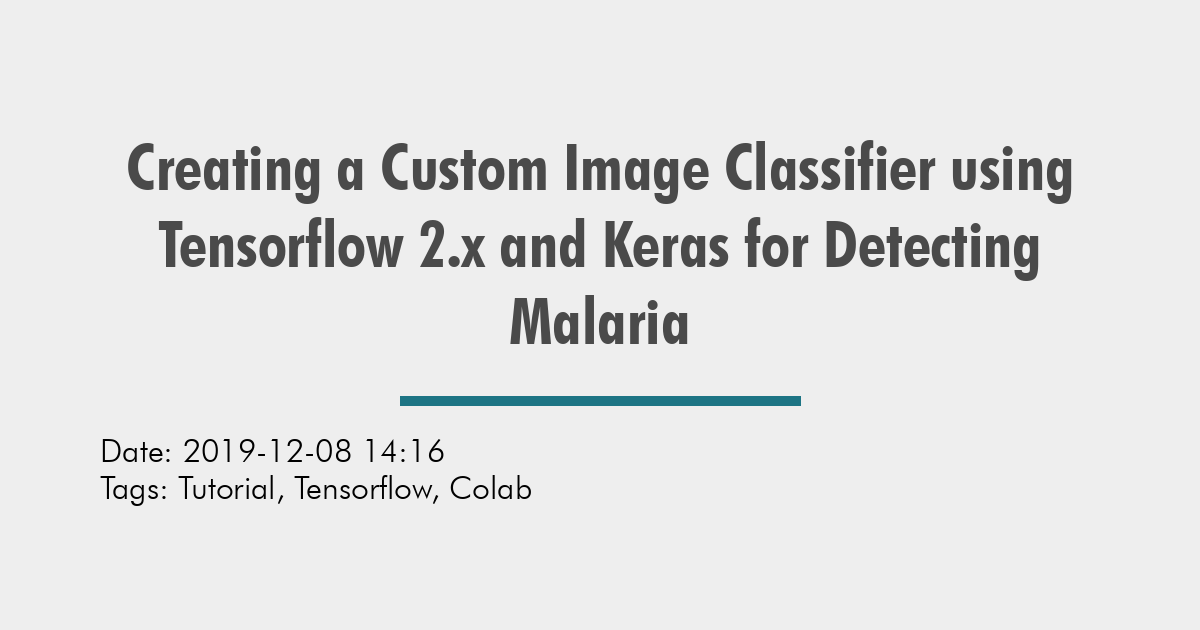 Creating a Custom Image Classifier using
Tensorflow 2.x and Keras for Detecting
Malaria
Date: 2019-12-08 14:16
Tags: Tutorial, Tensorflow, Colab